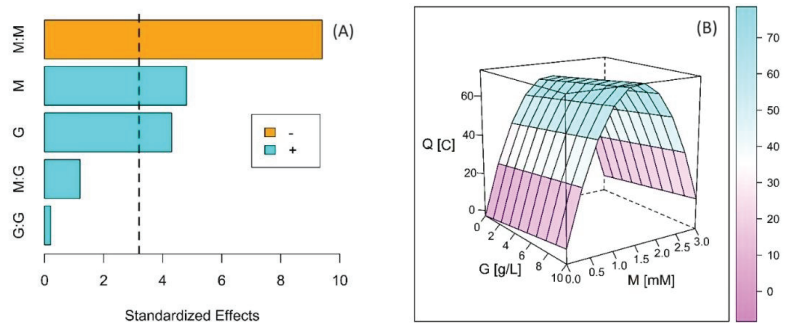 (A)
M:M
M
G
M:G
G:G
-
+
0 2 4 6 8 10
Standardized Effects
(B)
Q [C]
60
40
20
0
0 2 4 6 8 10
G [g/L]
0.0 0.5 1.0 1.5 2.0 2.5 3.0
M [mM]
70
60
50
40
30
20
10
0